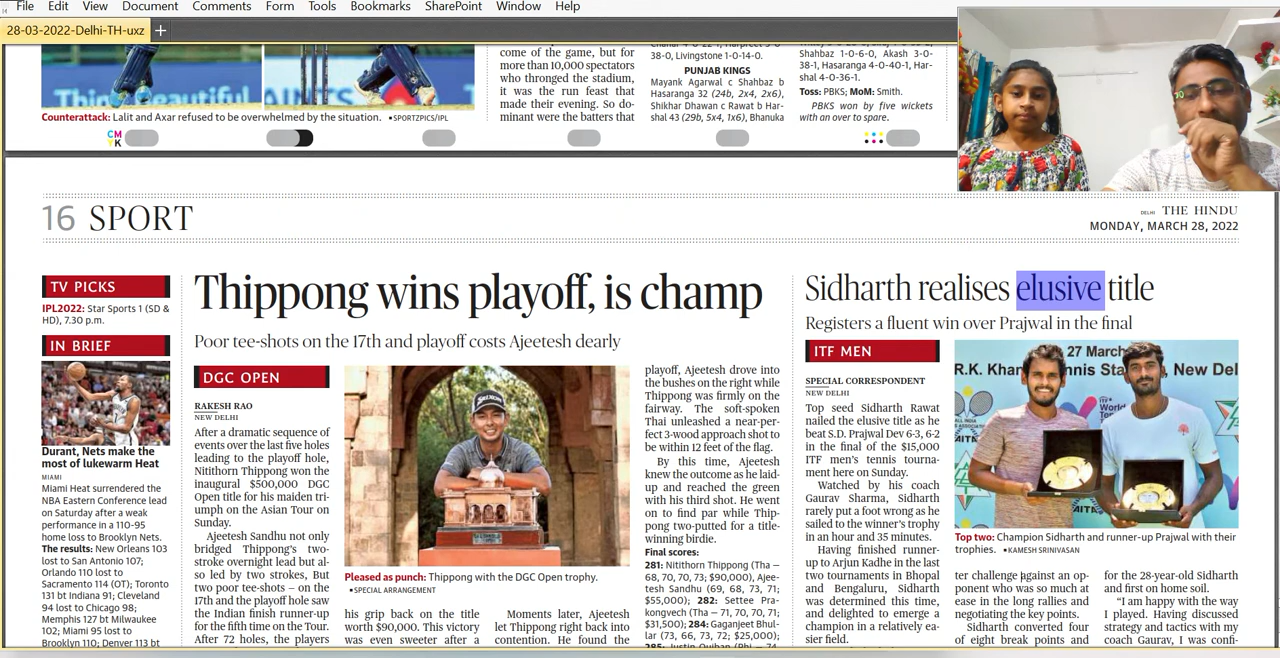 File Edit View Document Comments Forms Tools Bookmarks SharePoint Window Help
28-03-2022-Delhi-TH-uxz +
Counterattack: Lalit and Axar refused to be overwhelmed by the situation. •SPORTZPICS/IPL
CM
YK
come of the game, but for
more than 10,000 spectators
who thronged the stadium,
it was the run feast that
made their evening. So do-
minant were the batters that
38-0, Livingstone 1-0-14-0.
PUNJAB KINGS
Mayank Agarwal c Shahbaz b
Hasaranga 32 (24b, 2x4, 2x6),
Shikhar Dhawan c Rawat b Har-
shal 43 (29b, 5x4, 1x6), Bhanuka
Shahbaz 1-0-6-0, Akash 3-0-
38-1, Hasaranga 4-0-40-1, Har-
shal 4-0-36-1.
Toss: PBKS; MoM: Smith.
PBKS won by five wickets
with an over to spare.
16 SPORT
DELHI THE HINDU
MONDAY, MARCH 28, 2022
TV PICKS
IPL2022: Star Sports 1 (SD &
HD), 7.30 p.m.
IN BRIEF
Durant, Nets make the
most of lukewarm Heat
MIAMI
Miami Heat surrendered the
NBA Eastern Conference lead
on Saturday after a weak
performance in a 110-95
home loss to Brooklyn Nets.
The results: New Orleans 103
lost to San Antonio 107;
Orlando 110 lost to
Sacramento 114 (OT); Toronto
131 bt Indiana 91; Cleveland
94 lost to Chicago 98;
Memphis 127 bt Milwaukee
102; Miami 95 lost to
Brooklyn 110; Denver 113 bt
Thippong wins playoff, is champ
Poor tee-shots on the 17th and playoff costs Ajeetesh dearly
DGC OPEN
RAKESH RAO
NEW DELHI
After a dramatic sequence of
events over the last five holes
leading to the playoff hole,
Nitithorn Thippong won the
inaugural $500,000 DGC
Open title for his maiden tri-
umph on the Asian Tour on
Sunday.
Ajeetesh Sandhu not only
bridged Thippong's two-
stroke overnight lead but al-
so led by two strokes, But
two poor tee-shots – on the
17th and the playoff hole saw
the Indian finish runner-up
for the fifth time on the Tour.
After 72 holes, the players
Pleased as punch: Thippong with the DGC Open trophy.
•SPECIAL ARRANGEMENT
his grip back on the title
worth $90,000. This victory
was even sweeter after a
Moments later, Ajeetesh
let Thippong right back into
contention. He found the
playoff, Ajeetesh drove into
the bushes on the right while
Thippong was firmly on the
fairway. The soft-spoken
Thai unleashed a near-per-
fect 3-wood approach shot to
be within 12 feet of the flag.
By this time, Ajeetesh
knew the outcome as he laid-
up and reached the green
with his third shot. He went
on to find par while Thip-
pong two-putted for a title-
winning birdie.
Final scores:
281: Nitithorn Thippong (Tha —
68, 70, 70, 73; $90,000), Ajee-
tesh Sandhu (69, 68, 73, 71;
$55,000); 282: Settee Pra-
kongvech (Tha — 71, 70, 70, 71;
$31,500); 284: Gaganjeet Bhul-
lar (73, 66, 73, 72; $25,000);
285: Justin Quiban (Phi — 74,
Sidharth realises elusive title
Registers a fluent win over Prajwal in the final
ITF MEN
SPECIAL CORRESPONDENT
NEW DELHI
Top seed Sidharth Rawat
nailed the elusive title as he
beat S.D. Prajwal Dev 6-3, 6-2
in the final of the $15,000
ITF men's tennis tourna-
ment here on Sunday.
Watched by his coach
Gaurav Sharma, Sidharth
rarely put a foot wrong as he
sailed to the winner's trophy
in an hour and 35 minutes.
Having finished runner-
up to Arjun Kadhe in the last
two tournaments in Bhopal
and Bengaluru, Sidharth
was determined this time,
and delighted to emerge a
champion in a relatively ea-
sier field.
27 March
R.K. Khan
Tennis Sta
New Del
Top two: Champion Sidharth and runner-up Prajwal with their
trophies. •KAMESH SRINIVASAN
ter challenge against an op-
ponent who was so much at
ease in the long rallies and
negotiating the key points.
Sidharth converted four
of eight break points and
for the 28-year-old Sidharth
and first on home soil.
"I am happy with the way
I played. Having discussed
strategy and tactics with my
coach Gaurav, I was confi-